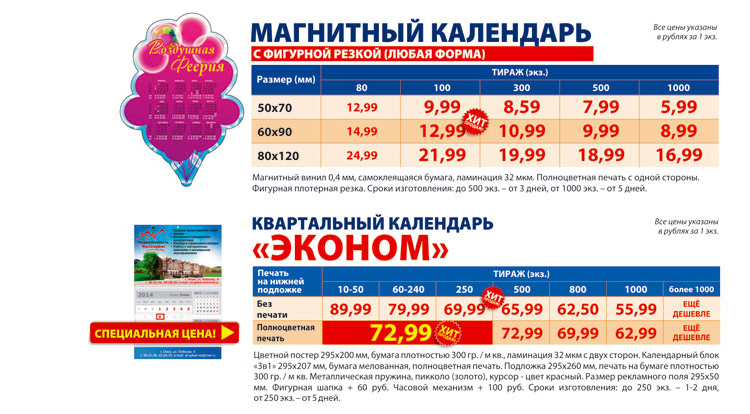 Воздушная
Феерия
МАГНИТНЫЙ КАЛЕНДАРЬ
С ФИГУРНОЙ РЕЗКОЙ (ЛЮБАЯ ФОРМА)
Все цены указаны
в рублях за 1 экз.
Размер (мм)
ТИРАЖ (экз.)
80 100 300 500 1000
50х70 12,99 9,99 8,59 7,99 5,99
ХИТ
60х90 14,99 12,99 10,99 9,99 8,99
80х120 24,99 21,99 19,99 18,99 16,99
Магнитный винил 0,4 мм, самоклеящаяся бумага, ламинация 32 мкм. Полноцветная печать с одной стороны.
Фигурная плотерная резка. Сроки изготовления: до 500 экз. – от 3 дней, от 1000 экз. – от 5 дней.
КВАРТАЛЬНЫЙ КАЛЕНДАРЬ
«ЭКОНОМ»
Все цены указаны
в рублях за 1 экз.
2014
СПЕЦИАЛЬНАЯ ЦЕНА!
Печать
на нижней
подложке
ТИРАЖ (экз.)
10-50 60-240 250 500 800 1000 более 1000
Без
печати
89,99 79,99 69,99 65,99 62,50 55,99 ЕЩЁ
ДЕШЕВЛЕ
ХИТ
Полноцветная
печать
72,99 ХИТ 72,99 69,99 62,99 ЕЩЁ
ДЕШЕВЛЕ
Цветной постер 295х200 мм, бумага плотностью 300 гр. / м кв., ламинация 32 мкм с двух сторон. Календарный блок
«3в1» 295х207 мм, бумага мелованная, полноцветная печать. Подложка 295х260 мм, печать на бумаге плотностью
300 гр. / м кв. Металлическая пружина, пикколо (золото), курсор - цвет красный. Размер рекламного поля 295х50
мм. Фигурная шапка + 60 руб. Часовой механизм + 100 руб. Сроки изготовления: до 250 экз. – 1-2 дня,
от 250 экз. – от 5 дней.